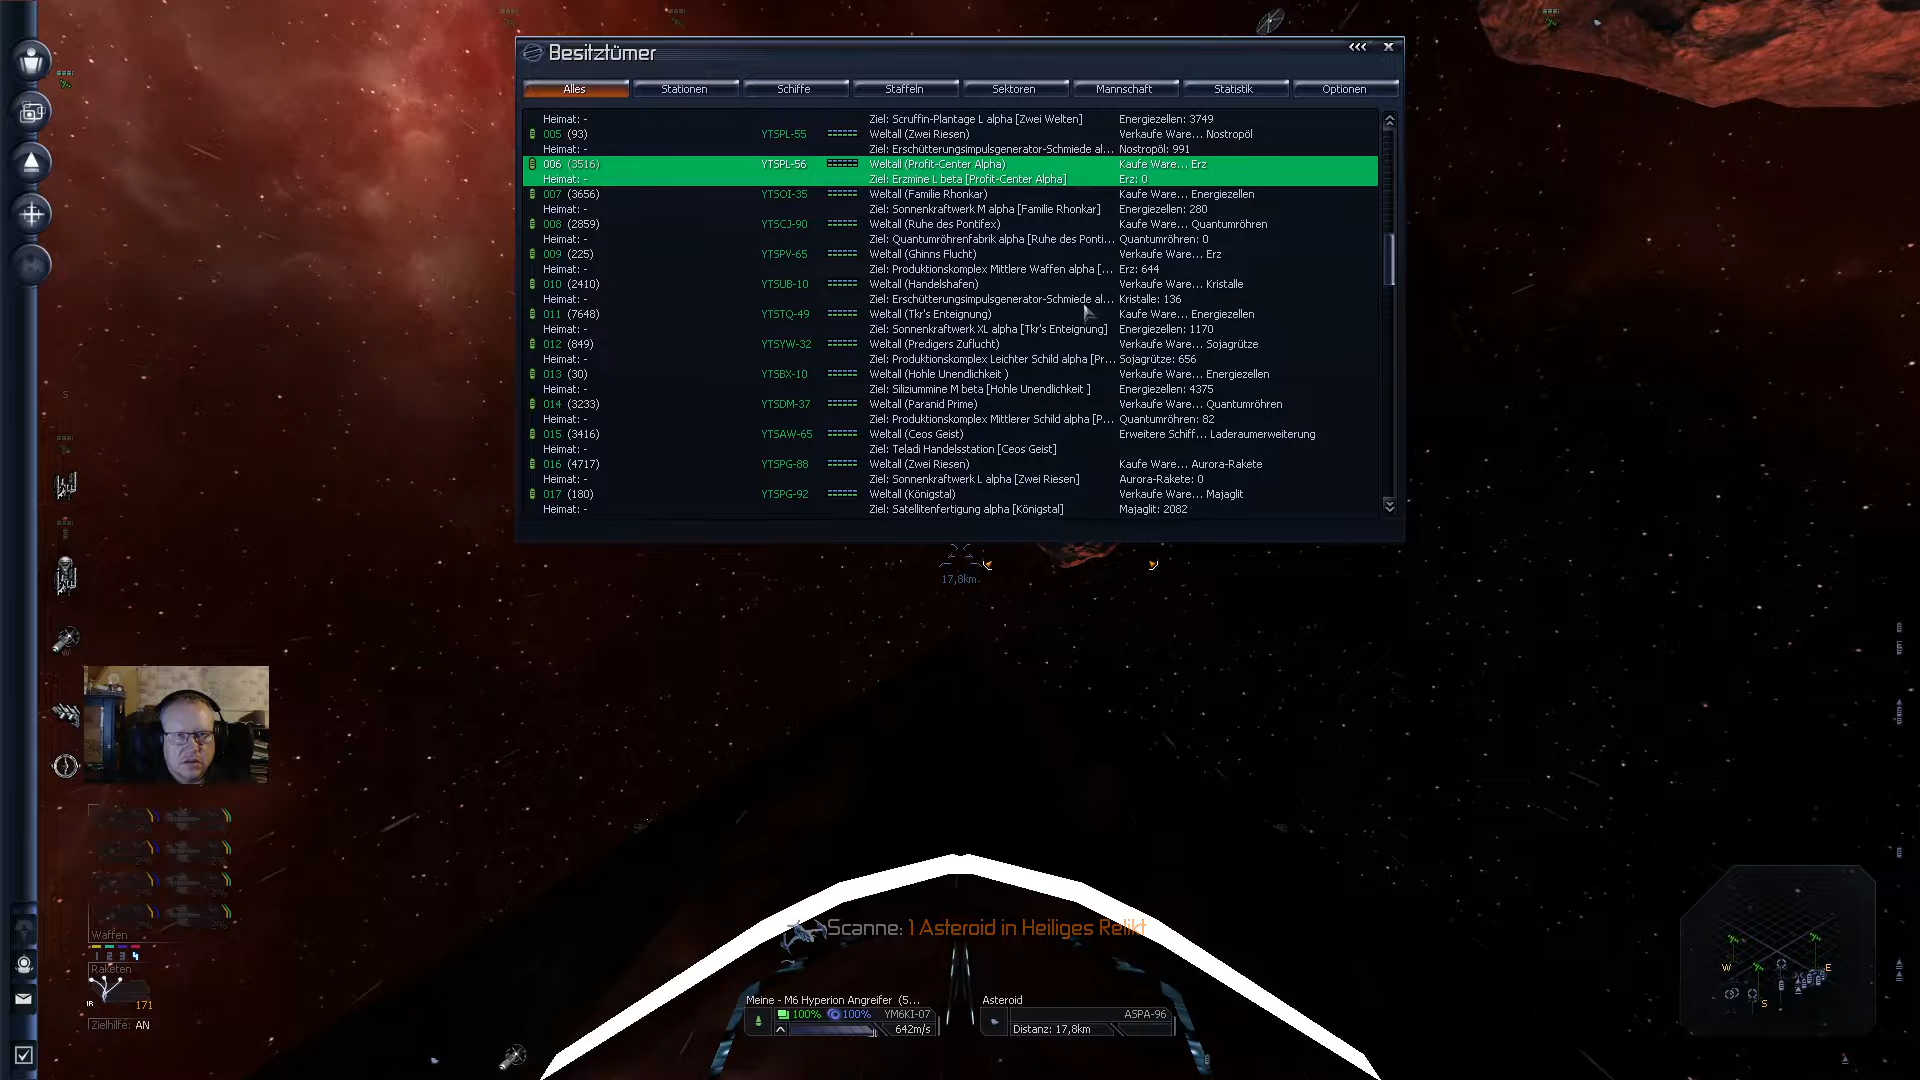 Besitztümer
Alles Stationen Schiffe Staffeln Sektoren Mannschaft Statistik Optionen
Heimat: - Ziel: Scruffin-Plantage L alpha [Zwei Welten] Energiezellen: 3749
005 (93) YTSPL-55 Weltall (Zwei Riesen) Verkaufe Ware... Nostropöl
Heimat: - Ziel: Erschütterungsimpulsgenerator-Schmiede al... Nostropöl: 991
006 (3516) YTSPL-56 Weltall (Profit-Center Alpha) Kaufe Ware... Erz
Heimat: - Ziel: Erzmine L beta [Profit-Center Alpha] Erz: 0
007 (3656) YTSOI-35 Weltall (Familie Rhonkar) Kaufe Ware... Energiezellen
Heimat: - Ziel: Sonnenkraftwerk M alpha [Familie Rhonkar] Energiezellen: 280
008 (2859) YTSCJ-90 Weltall (Ruhe des Pontifex) Kaufe Ware... Quantumröhren
Heimat: - Ziel: Quantumröhrenfabrik alpha [Ruhe des Ponti... Quantumröhren: 0
009 (225) YTSPV-65 Weltall (Ghinns Flucht) Verkaufe Ware... Erz
Heimat: - Ziel: Produktionskomplex Mittlere Waffen alpha [... Erz: 644
010 (2410) YTSUB-10 Weltall (Handelshafen) Verkaufe Ware... Kristalle
Heimat: - Ziel: Erschütterungsimpulsgenerator-Schmiede al... Kristalle: 136
011 (7648) YTSTQ-49 Weltall (Tkr's Enteignung) Kaufe Ware... Energiezellen
Heimat: - Ziel: Sonnenkraftwerk XL alpha [Tkr's Enteignung] Energiezellen: 1170
012 (849) YTSYW-32 Weltall (Predigers Zuflucht) Verkaufe Ware... Sojagrütze
Heimat: - Ziel: Produktionskomplex Leichter Schild alpha [Pr... Sojagrütze: 656
013 (30) YTSBX-10 Weltall (Hohle Unendlichkeit ) Verkaufe Ware... Energiezellen
Heimat: - Ziel: Siliziummine M beta [Hohle Unendlichkeit ] Energiezellen: 4375
014 (3233) YTSDM-37 Weltall (Paranid Prime) Verkaufe Ware... Quantumröhren
Heimat: - Ziel: Produktionskomplex Mittlerer Schild alpha [P... Quantumröhren: 82
015 (3416) YTSAW-65 Weltall (Ceos Geist) Erweitere Schiff... Laderaumerweiterung
Heimat: - Ziel: Teladi Handelsstation [Ceos Geist]
016 (4717) YTSPG-88 Weltall (Zwei Riesen) Kaufe Ware... Aurora-Rakete
Heimat: - Ziel: Sonnenkraftwerk L alpha [Zwei Riesen] Aurora-Rakete: 0
017 (180) YTSPG-92 Weltall (Königstal) Verkaufe Ware... Majaglit
Heimat: - Ziel: Satellitenfertigung alpha [Königstal] Majaglit: 2082
17,8km
Scanne: 1 Asteroid in Heiliges Relikt
Waffen
1 2 3 4
Raketen
IR 171
Zielhilfe: AN
Meine - M6 Hyperion Angreifer (5...
100% 100% YM6KI-07
642m/s
Asteroid
ASPA-96
Distanz: 17,8km
W E
S